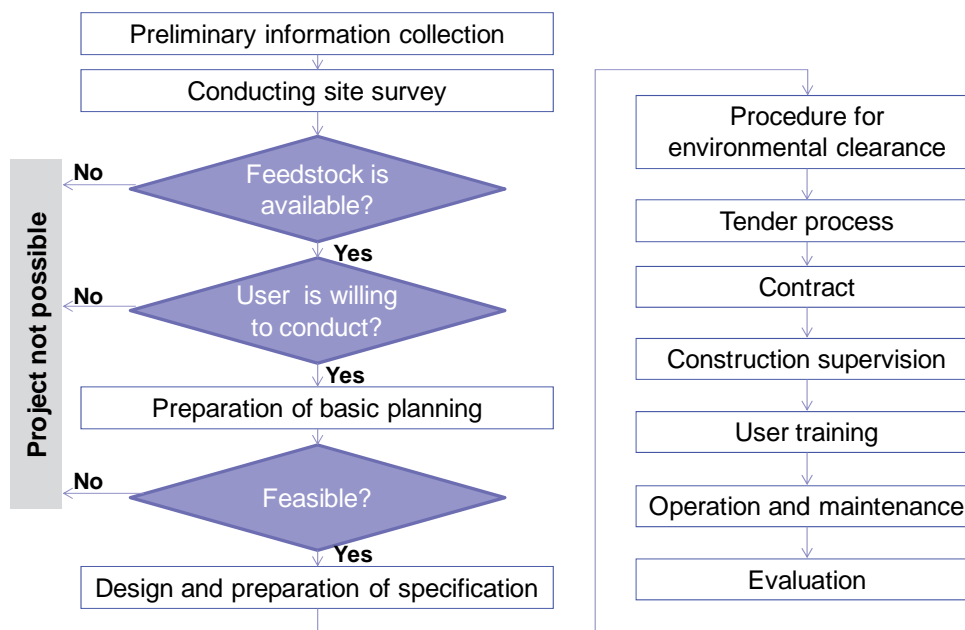 Preliminary information collection
Conducting site survey
Feedstock is
available?
No
Yes
User is willing
to conduct?
No
Yes
Project not possible
Preparation of basic planning
Feasible?
No
Yes
Design and preparation of specification
Procedure for
environmental clearance
Tender process
Contract
Construction supervision
User training
Operation and maintenance
Evaluation